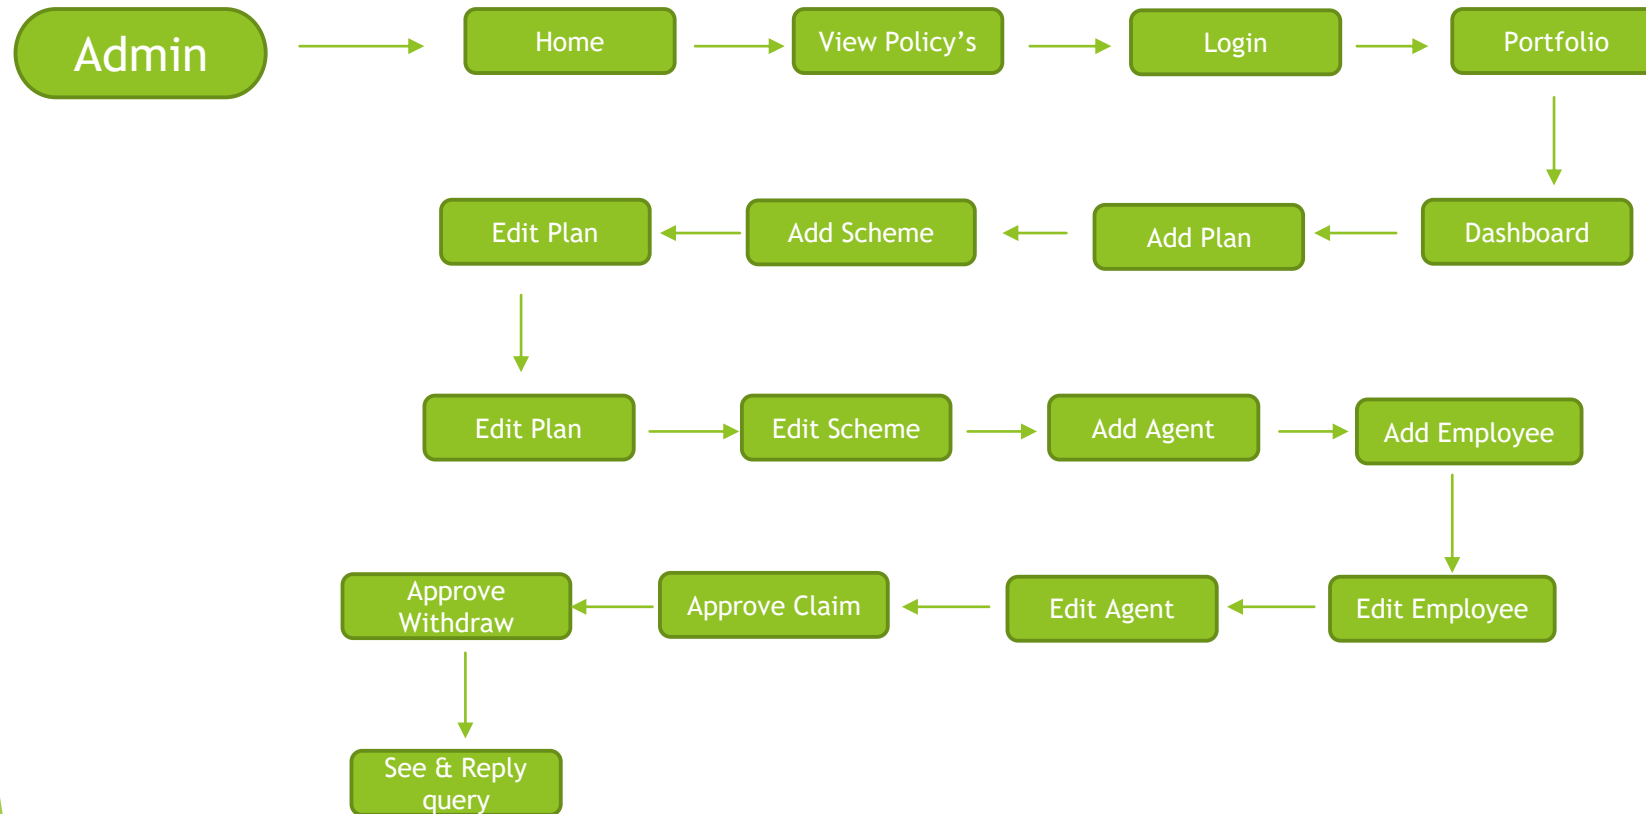 Admin
Home
View Policy’s
Login
Portfolio
Edit Plan
Add Scheme
Add Plan
Dashboard
Edit Plan
Edit Scheme
Add Agent
Add Employee
Approve
Withdraw
Approve Claim
Edit Agent
Edit Employee
See & Reply
query